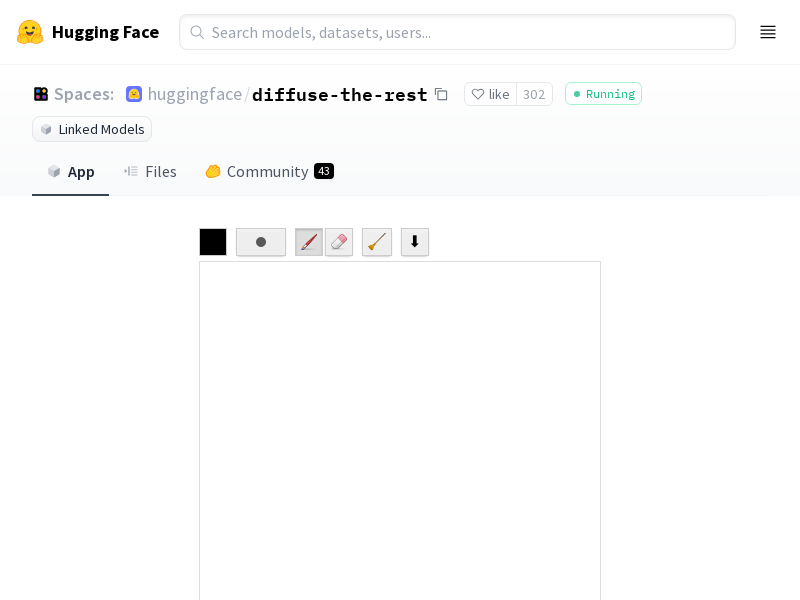 Hugging Face
Search models, datasets, users...
Spaces: huggingface/diffuse-the-rest like 302 Running
Linked Models
App Files Community 43